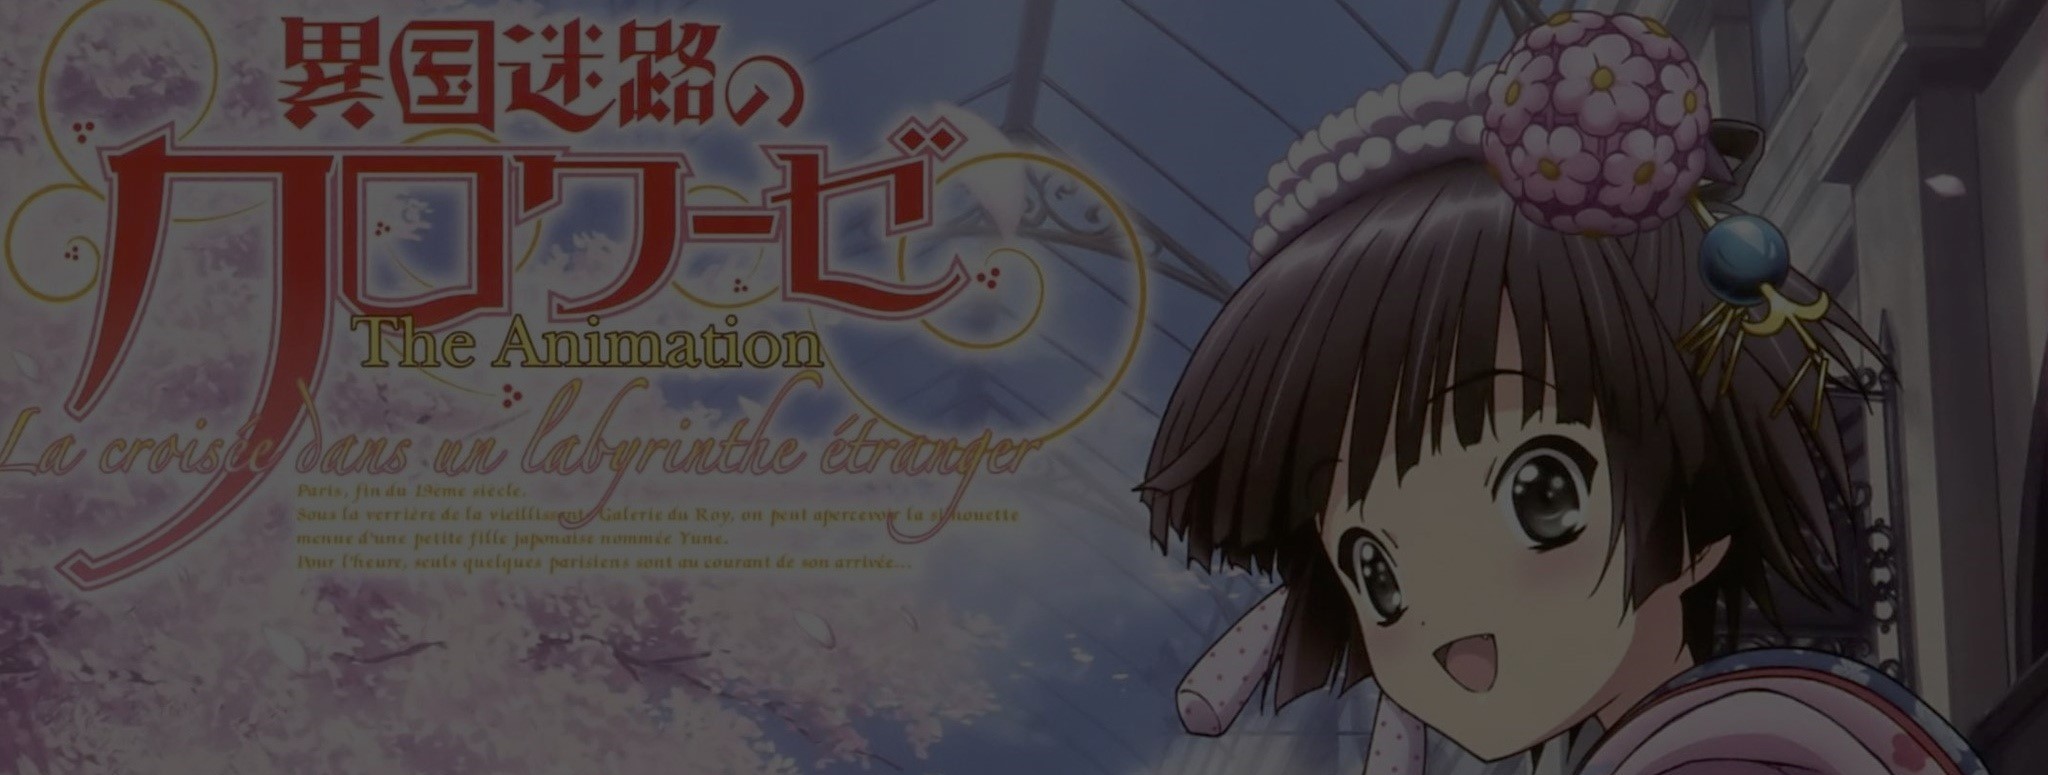 異国迷路の
クロワーゼ
The Animation
La croisée dans un labyrinthe étranger
Paris, fin du 19ème siècle.
Sous la verrière de la vieillissante Galerie du Roy, on peut apercevoir la silhouette
menue d'une petite fille japonaise nommée Yune.
Pour l'heure, seuls quelques parisiens sont au courant de son arrivée...